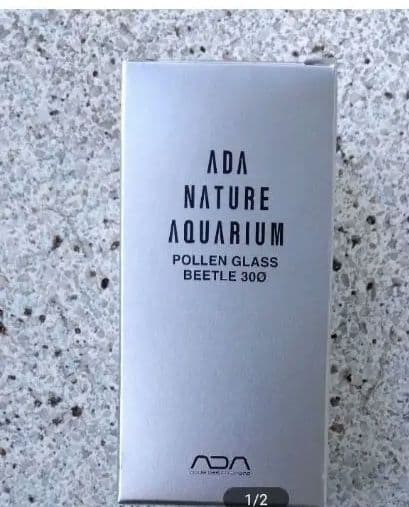 ADA
NATURE
AQUARIUM
POLLEN GLASS
BEETLE 30Ø
ADA
1/2